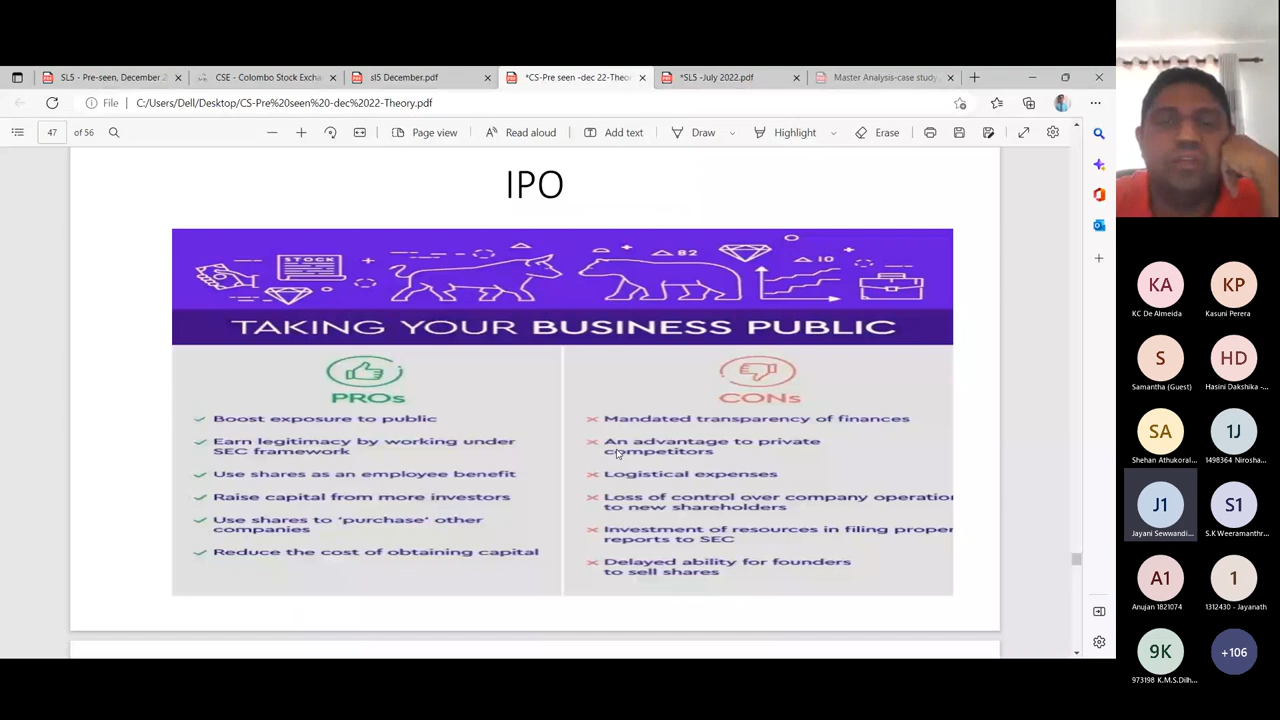 SL5 - Pre-seen, December 2
CSE - Colombo Stock Excha
sl5 December.pdf
*CS-Pre seen -dec 22-Theor
*SL5 -July 2022.pdf
Master Analysis-case study
File
C:/Users/Dell/Desktop/CS-Pre%20seen%20-dec%2022-Theory.pdf
47 of 56
Page view
Read aloud
Add text
Draw
Highlight
Erase
IPO
STOCK
82
10
TAKING YOUR BUSINESS PUBLIC
PROs
Boost exposure to public
Earn legitimacy by working under
SEC framework
Use shares as an employee benefit
Raise capital from more investors
Use shares to 'purchase' other
companies
Reduce the cost of obtaining capital
CONs
Mandated transparency of finances
An advantage to private
competitors
Logistical expenses
Loss of control over company operation
to new shareholders
Investment of resources in filing proper
reports to SEC
Delayed ability for founders
to sell shares
KA
KC De Almeida
KP
Kasuni Perera
S
Samantha (Guest)
HD
Hasini Dakshika -...
SA
Shehan Athukoral...
1J
1498364 Nirosha...
J1
Jayani Sewwandi...
S1
S.K Weeramanthr...
A1
Anujan 1821074
1
1312430 - Jayanath
9K
973198 K.M.S.Dilh...
+106